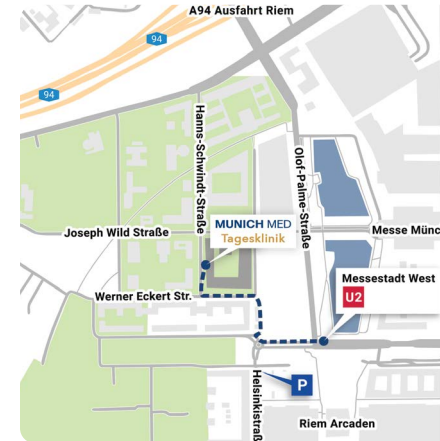 A94 Ausfahrt Riem
94
94
Hanns-Schwindt-Straße
Olof-Palme-Straße
MUNICH MED
Tagesklinik
Joseph Wild Straße
Messe Münc
Messestadt West
U2
Werner Eckert Str.
Helsinkistraß
P
Riem Arcaden